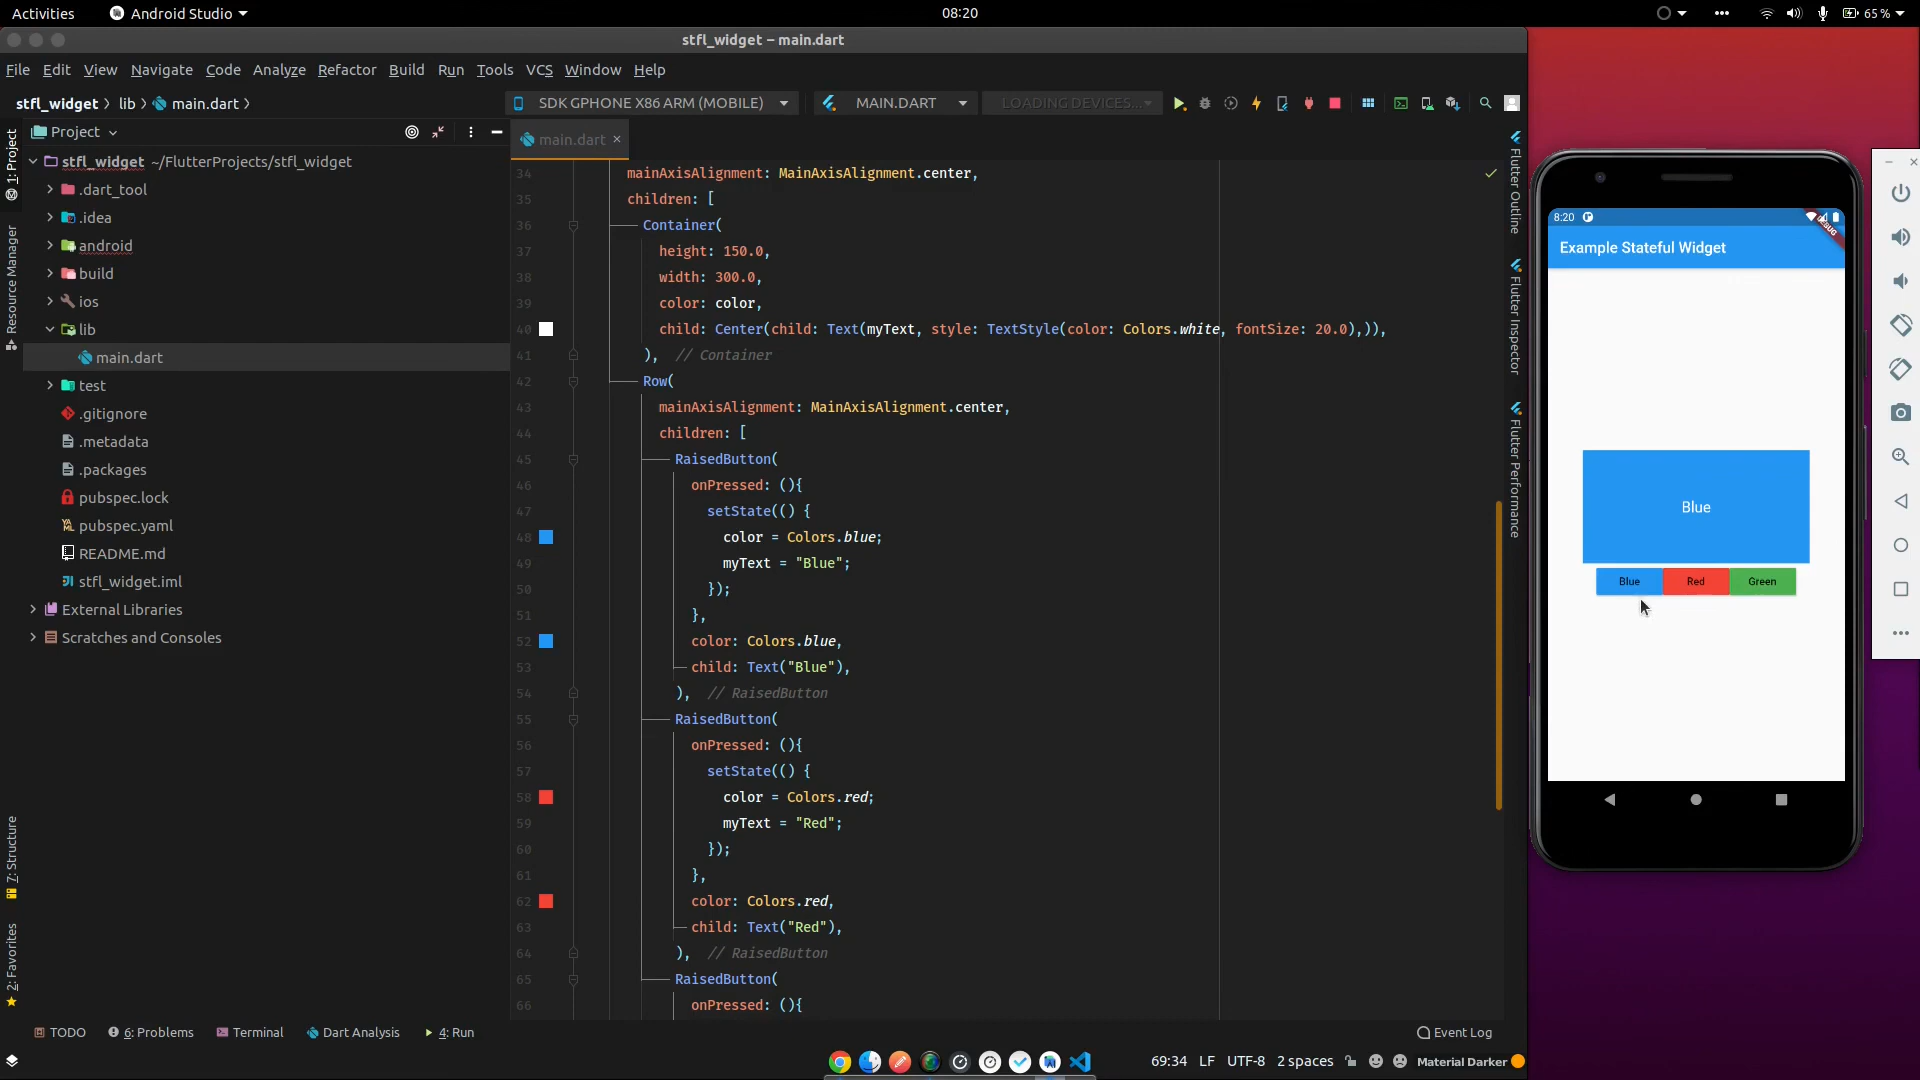 Activities Android Studio 08:20 65 %
stfl_widget – main.dart
File Edit View Navigate Code Analyze Refactor Build Run Tools VCS Window Help
stfl_widget lib main.dart SDK GPHONE X86 ARM (MOBILE) MAIN.DART LOADING DEVICES...
1: Project
Resource Manager
7: Structure
2: Favorites
Project
stfl_widget ~/FlutterProjects/stfl_widget
.dart_tool
.idea
android
build
ios
lib
main.dart
test
.gitignore
.metadata
.packages
pubspec.lock
pubspec.yaml
README.md
stfl_widget.iml
External Libraries
Scratches and Consoles
main.dart
34 mainAxisAlignment: MainAxisAlignment.center,
35 children: [
36 Container(
37 height: 150.0,
38 width: 300.0,
39 color: color,
40 child: Center(child: Text(myText, style: TextStyle(color: Colors.white, fontSize: 20.0),)),
41 ), // Container
42 Row(
43 mainAxisAlignment: MainAxisAlignment.center,
44 children: [
45 RaisedButton(
46 onPressed: (){
47 setState(() {
48 color = Colors.blue;
49 myText = "Blue";
50 });
51 },
52 color: Colors.blue,
53 child: Text("Blue"),
54 ), // RaisedButton
55 RaisedButton(
56 onPressed: (){
57 setState(() {
58 color = Colors.red;
59 myText = "Red";
60 });
61 },
62 color: Colors.red,
63 child: Text("Red"),
64 ), // RaisedButton
65 RaisedButton(
66 onPressed: (){
Flutter Outline
Flutter Inspector
Flutter Performance
8:20
DEBUG
Example Stateful Widget
Blue
Blue Red Green
TODO 6: Problems Terminal Dart Analysis 4: Run Event Log
69:34 LF UTF-8 2 spaces Material Darker